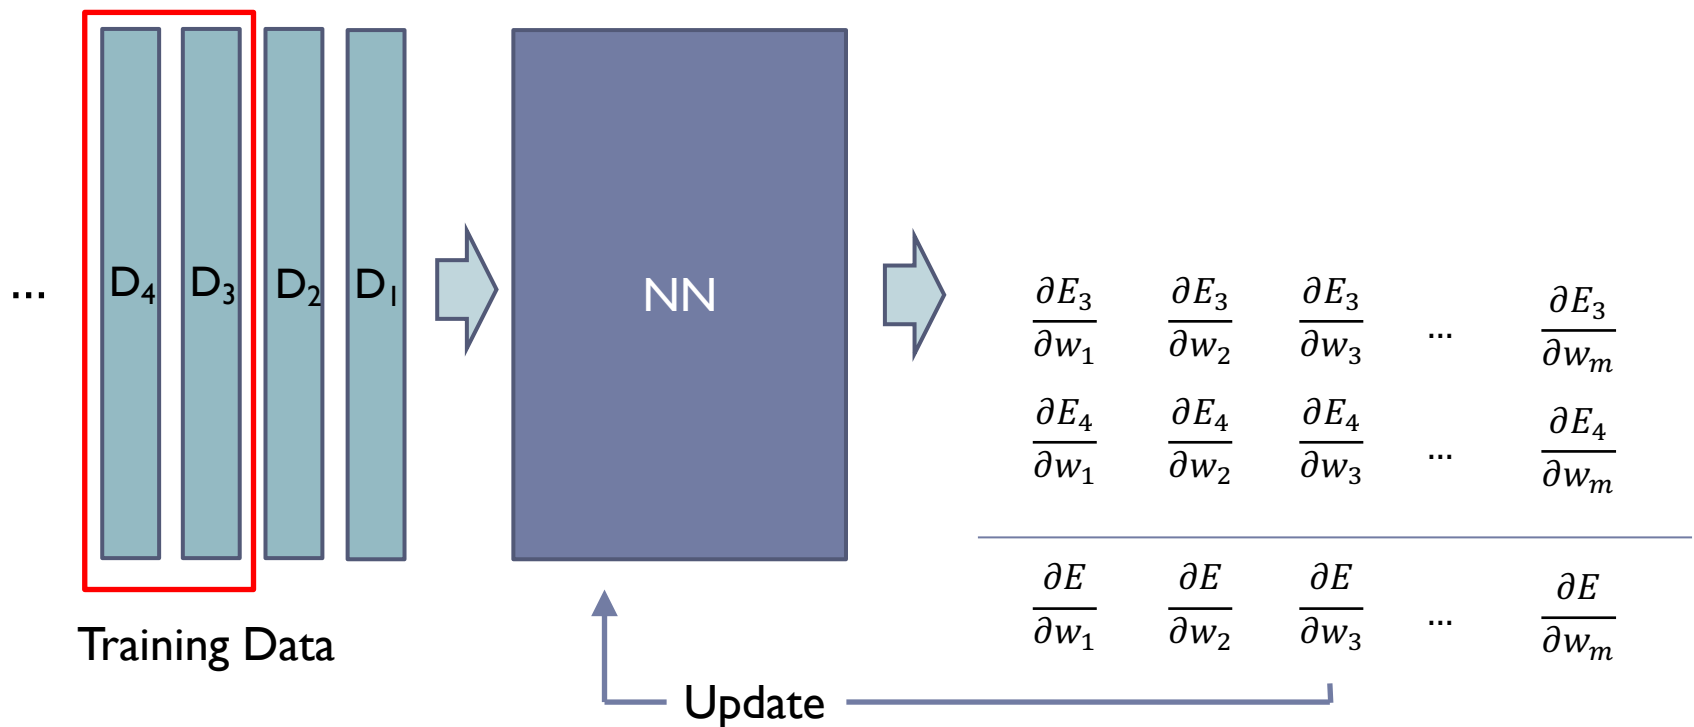 ... D₄ D₃ D₂ D₁ NN
∂E₃/∂w₁ ∂E₃/∂w₂ ∂E₃/∂w₃ ... ∂E₃/∂wₘ
∂E₄/∂w₁ ∂E₄/∂w₂ ∂E₄/∂w₃ ... ∂E₄/∂wₘ
∂E/∂w₁ ∂E/∂w₂ ∂E/∂w₃ ... ∂E/∂wₘ
Training Data
Update